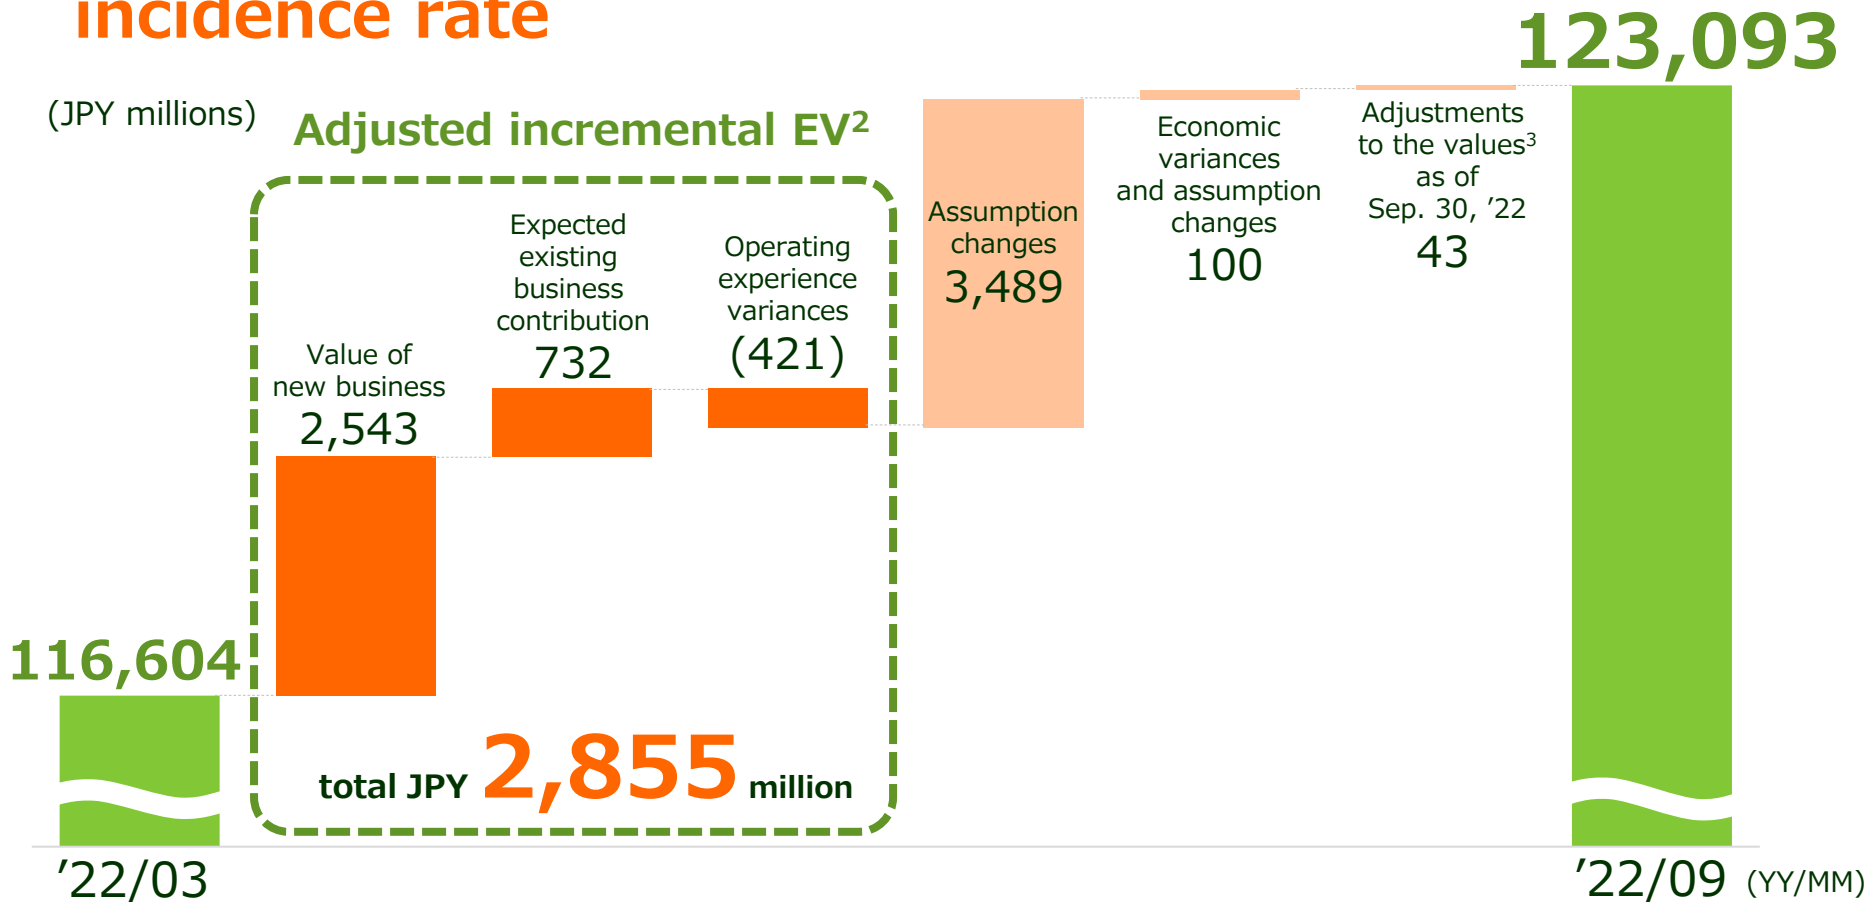 incidence rate
123,093
(JPY millions)
Adjusted incremental EV²
Value of
new business
2,543
Expected
existing
business
contribution
732
Operating
experience
variances
(421)
Assumption
changes
3,489
Economic
variances
and assumption
changes
100
Adjustments
to the values³
as of
Sep. 30, ’22
43
116,604
total JPY 2,855 million
’22/03
’22/09 (YY/MM)